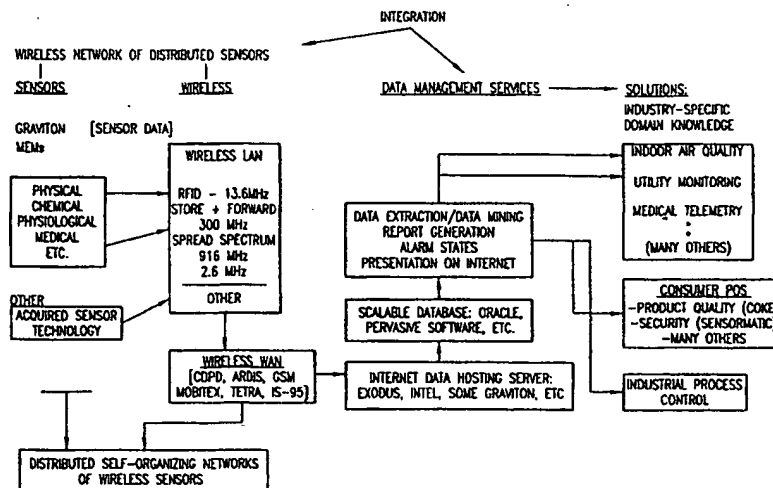 INTEGRATION
WIRELESS NETWORK OF DISTRIBUTED SENSORS
SENSORS
WIRELESS
DATA MANAGEMENT SERVICES
SOLUTIONS:
INDUSTRY-SPECIFIC
DOMAIN KNOWLEDGE
GRAVITON [SENSOR DATA]
MEMs
PHYSICAL
CHEMICAL
PHYSIOLOGICAL
MEDICAL
ETC.
OTHER
ACQUIRED SENSOR
TECHNOLOGY
WIRELESS LAN
RFID - 13.6MHz
STORE + FORWARD
300 MHz
SPREAD SPECTRUM
916 MHz
2.6 MHz
OTHER
WIRELESS WAN
[CDPD, ARDIS, GSM
MOBITEX, TETRA, IS-95]
DISTRIBUTED SELF-ORGANIZING NETWORKS
OF WIRELESS SENSORS
DATA EXTRACTION/DATA MINING
REPORT GENERATION
ALARM STATES
PRESENTATION ON INTERNET
SCALABLE DATABASE: ORACLE,
PERVASIVE SOFTWARE, ETC.
INTERNET DATA HOSTING SERVER:
EXODUS, INTEL, SOME GRAVITON, ETC
INDOOR AIR QUALITY
UTILITY MONITORING
MEDICAL TELEMETRY
(MANY OTHERS)
CONSUMER POS
-PRODUCT QUALITY (COKE)
-SECURITY (SENSORMATIC)
-MANY OTHERS
INDUSTRIAL PROCESS
CONTROL